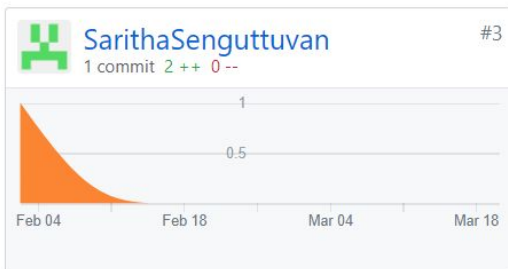 SarithaSenguttuvan #3
1 commit 2 ++ 0 --
1
0.5
Feb 04 Feb 18 Mar 04 Mar 18